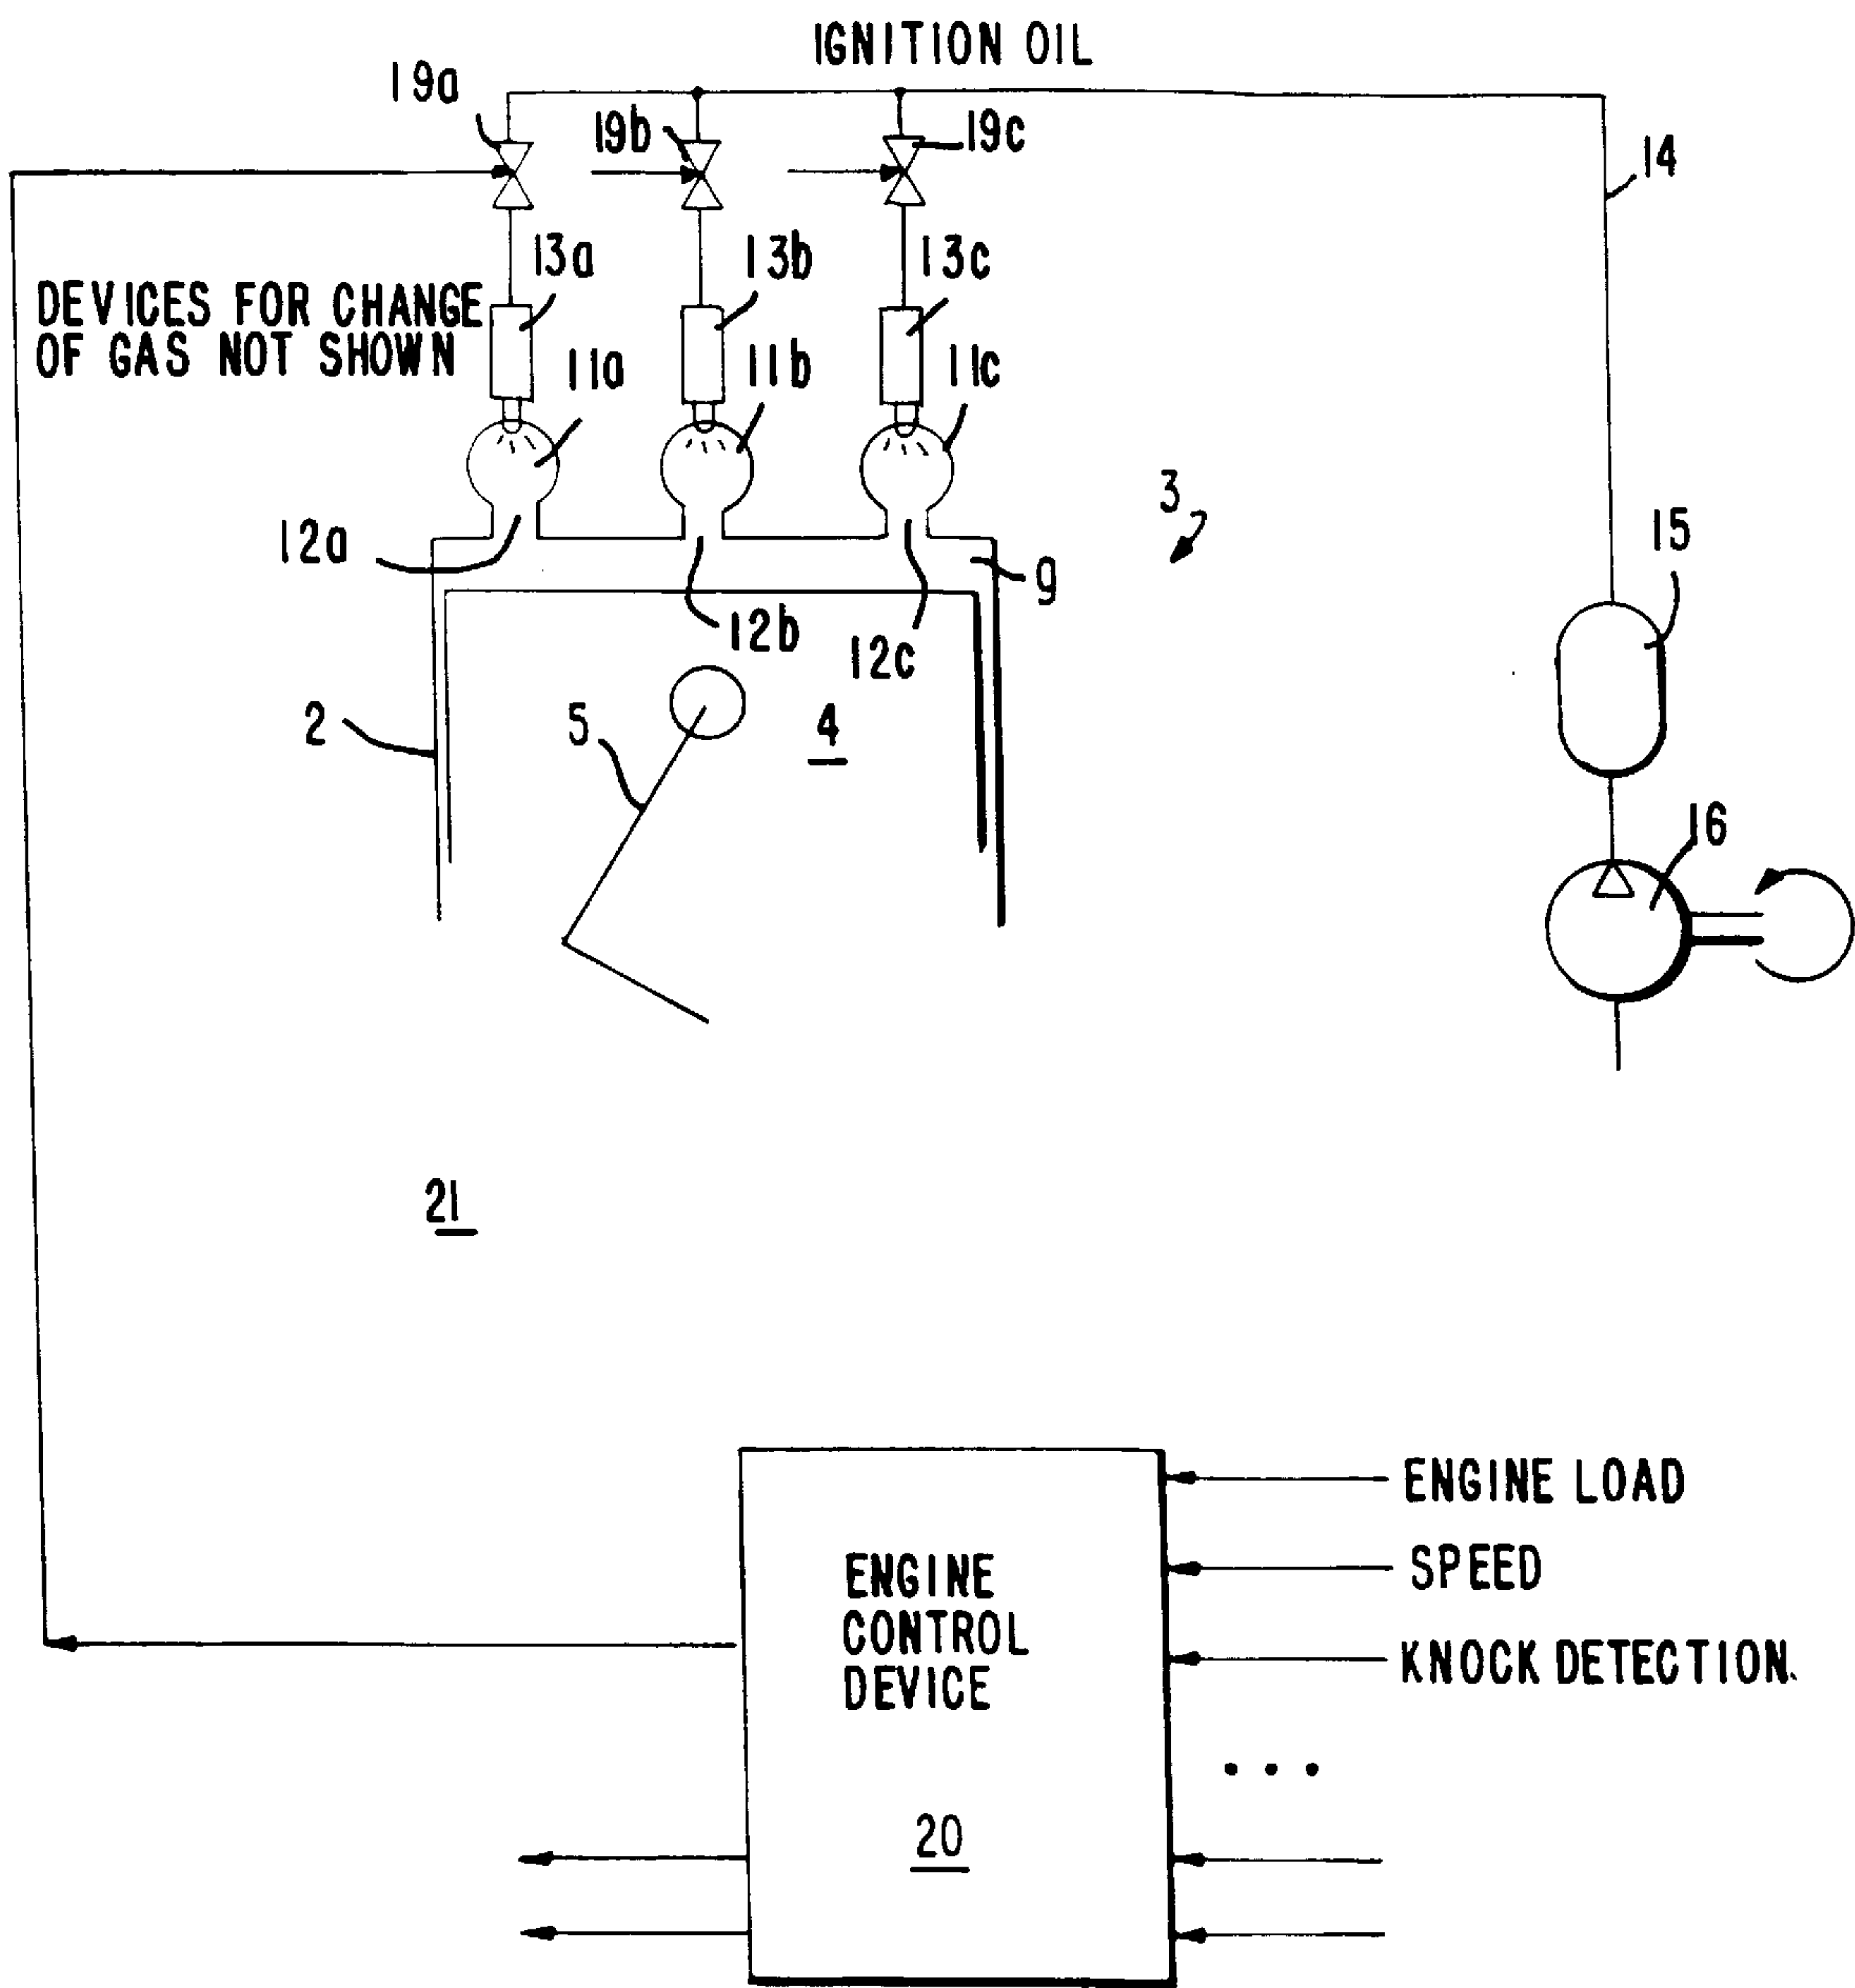 IGNITION OIL
19a
19b
19c
14
13a
13b
13c
DEVICES FOR CHANGE
OF GAS NOT SHOWN
11a
11b
11c
3
15
12a
9
12b
12c
2
5
4
16
21
ENGINE LOAD
SPEED
ENGINE
CONTROL
DEVICE
KNOCK DETECTION.
...
20